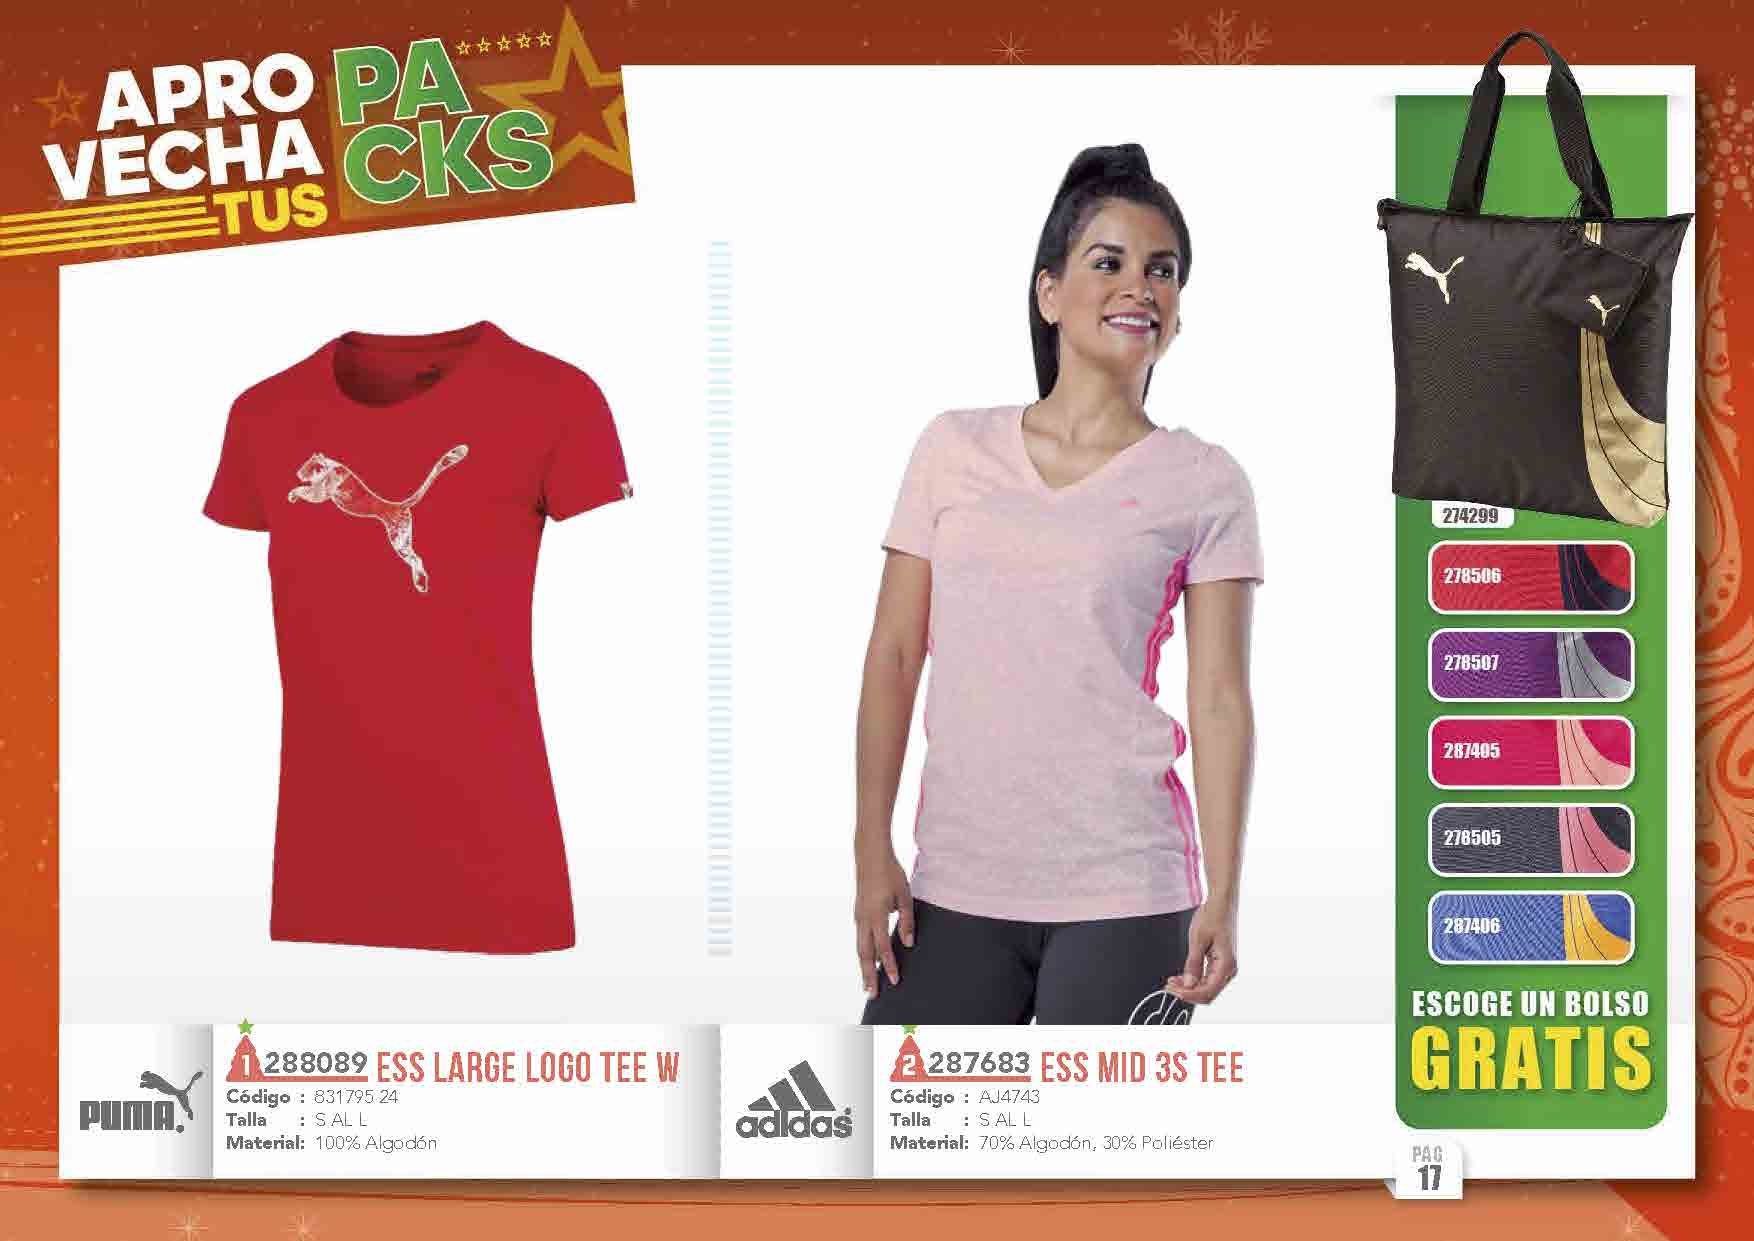 APRO
VECHA
TUS
PA
CKS
274299
278506
278507
287405
278505
287406
ESCOGE UN BOLSO
GRATIS
PUMA
1 288089 ESS LARGE LOGO TEE W
Código : 831795 24
Talla : S AL L
Material: 100% Algodón
adidas
2 287683 ESS MID 3S TEE
Código : AJ4743
Talla : S AL L
Material: 70% Algodón, 30% Poliéster
PAG
17